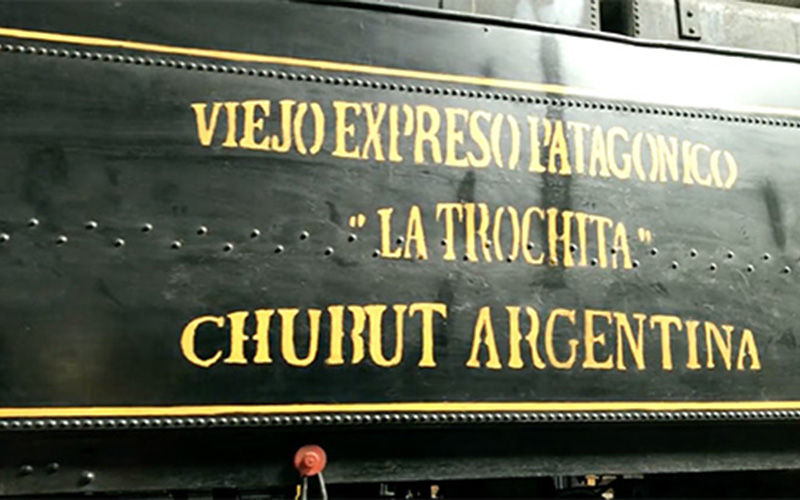 VIEJO EXPRESO PATAGONICO
"LA TROCHITA"
CHUBUT ARGENTINA